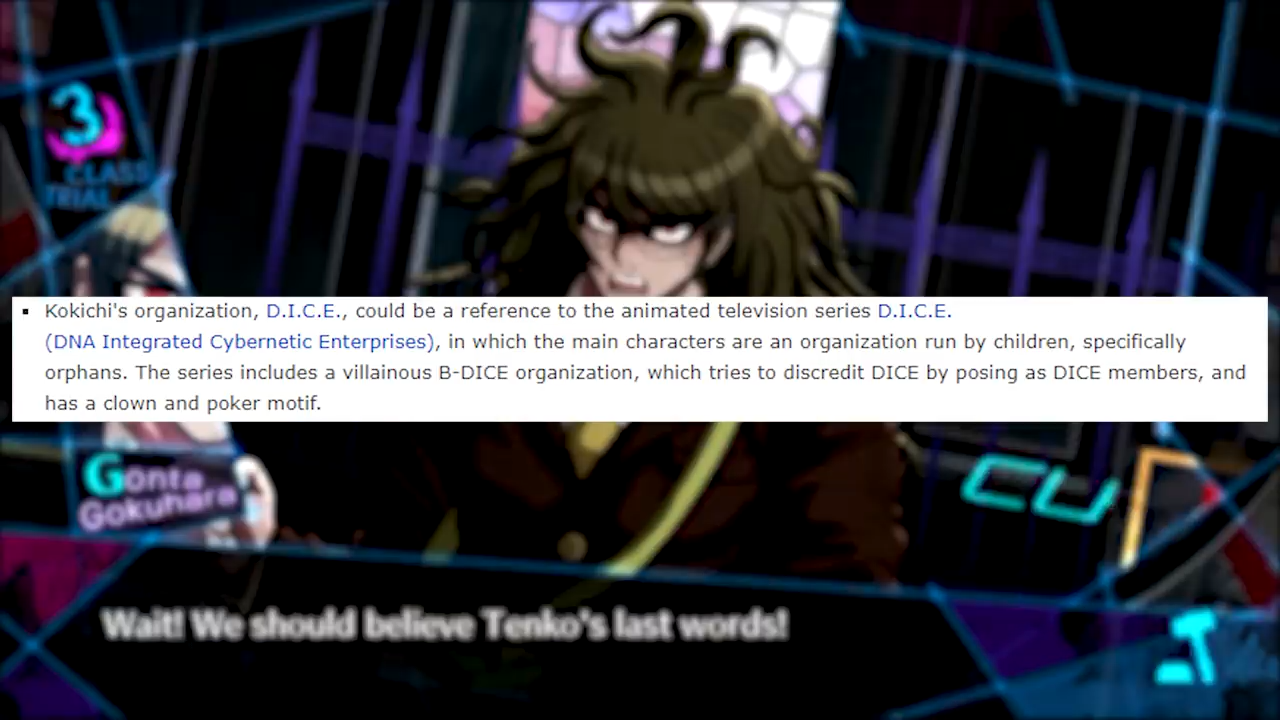 3
CLASS
TRIAL
Kokichi's organization, D.I.C.E., could be a reference to the animated television series D.I.C.E.
(DNA Integrated Cybernetic Enterprises), in which the main characters are an organization run by children, specifically
orphans. The series includes a villainous B-DICE organization, which tries to discredit DICE by posing as DICE members, and
has a clown and poker motif.
Gonta
Gokuhara
Wait! We should believe Tenko's last words!